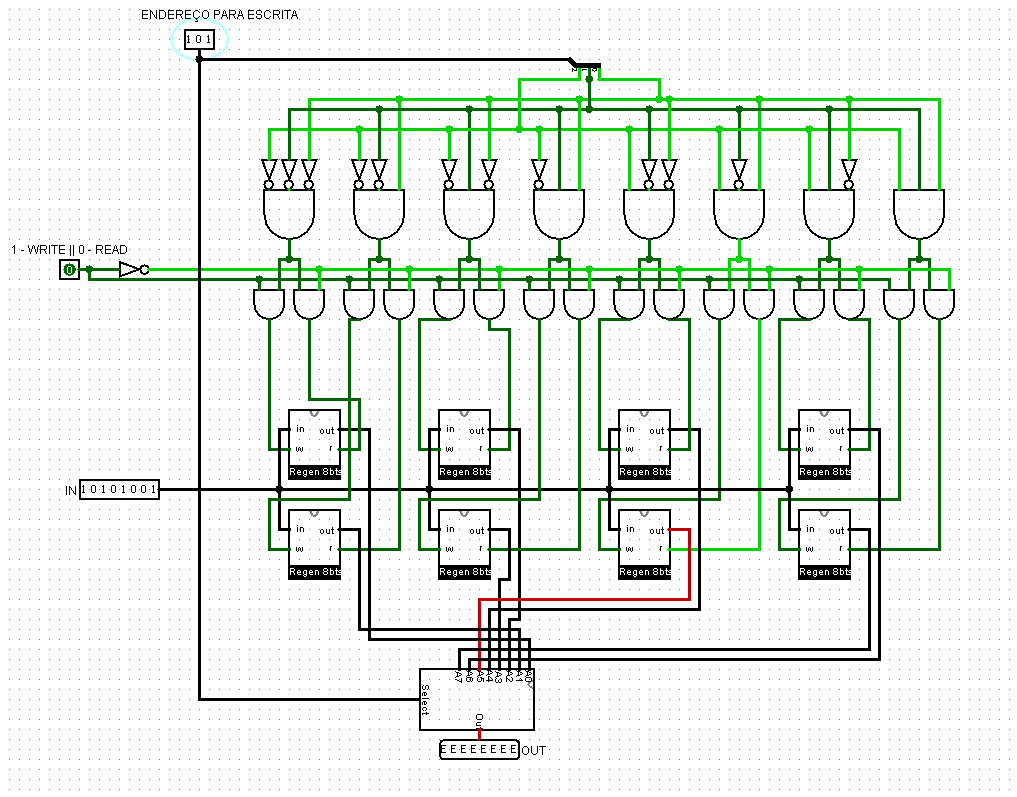 ENDEREÇO PARA ESCRITA
1 0 1
2 1 0
1 - WRITE || 0 - READ
0
in out in out in out in out
w r w r w r w r
Regen 8bts Regen 8bts Regen 8bts Regen 8bts
IN 1 0 1 0 1 0 0 1
in out in out in out in out
w r w r w r w r
Regen 8bts Regen 8bts Regen 8bts Regen 8bts
A7 A6 A5 A4 A3 A2 A1 A0
Select
Out
E E E E E E E E OUT